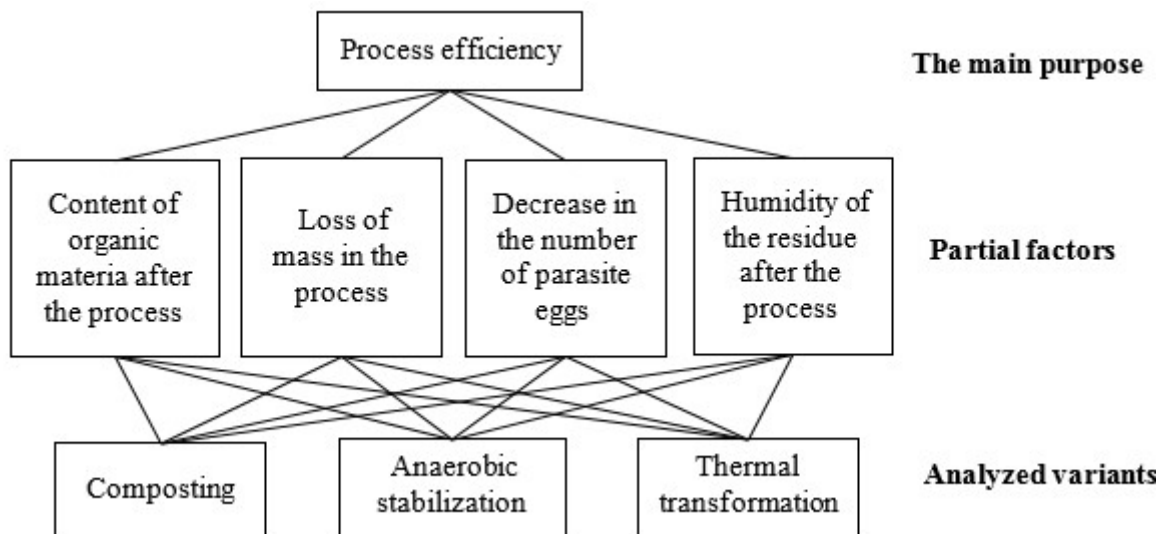 Process efficiency
The main purpose
Content of
organic
materia after
the process
Loss of
mass in the
process
Decrease in
the number
of parasite
eggs
Humidity of
the residue
after the
process
Partial factors
Composting
Anaerobic
stabilization
Thermal
transformation
Analyzed variants